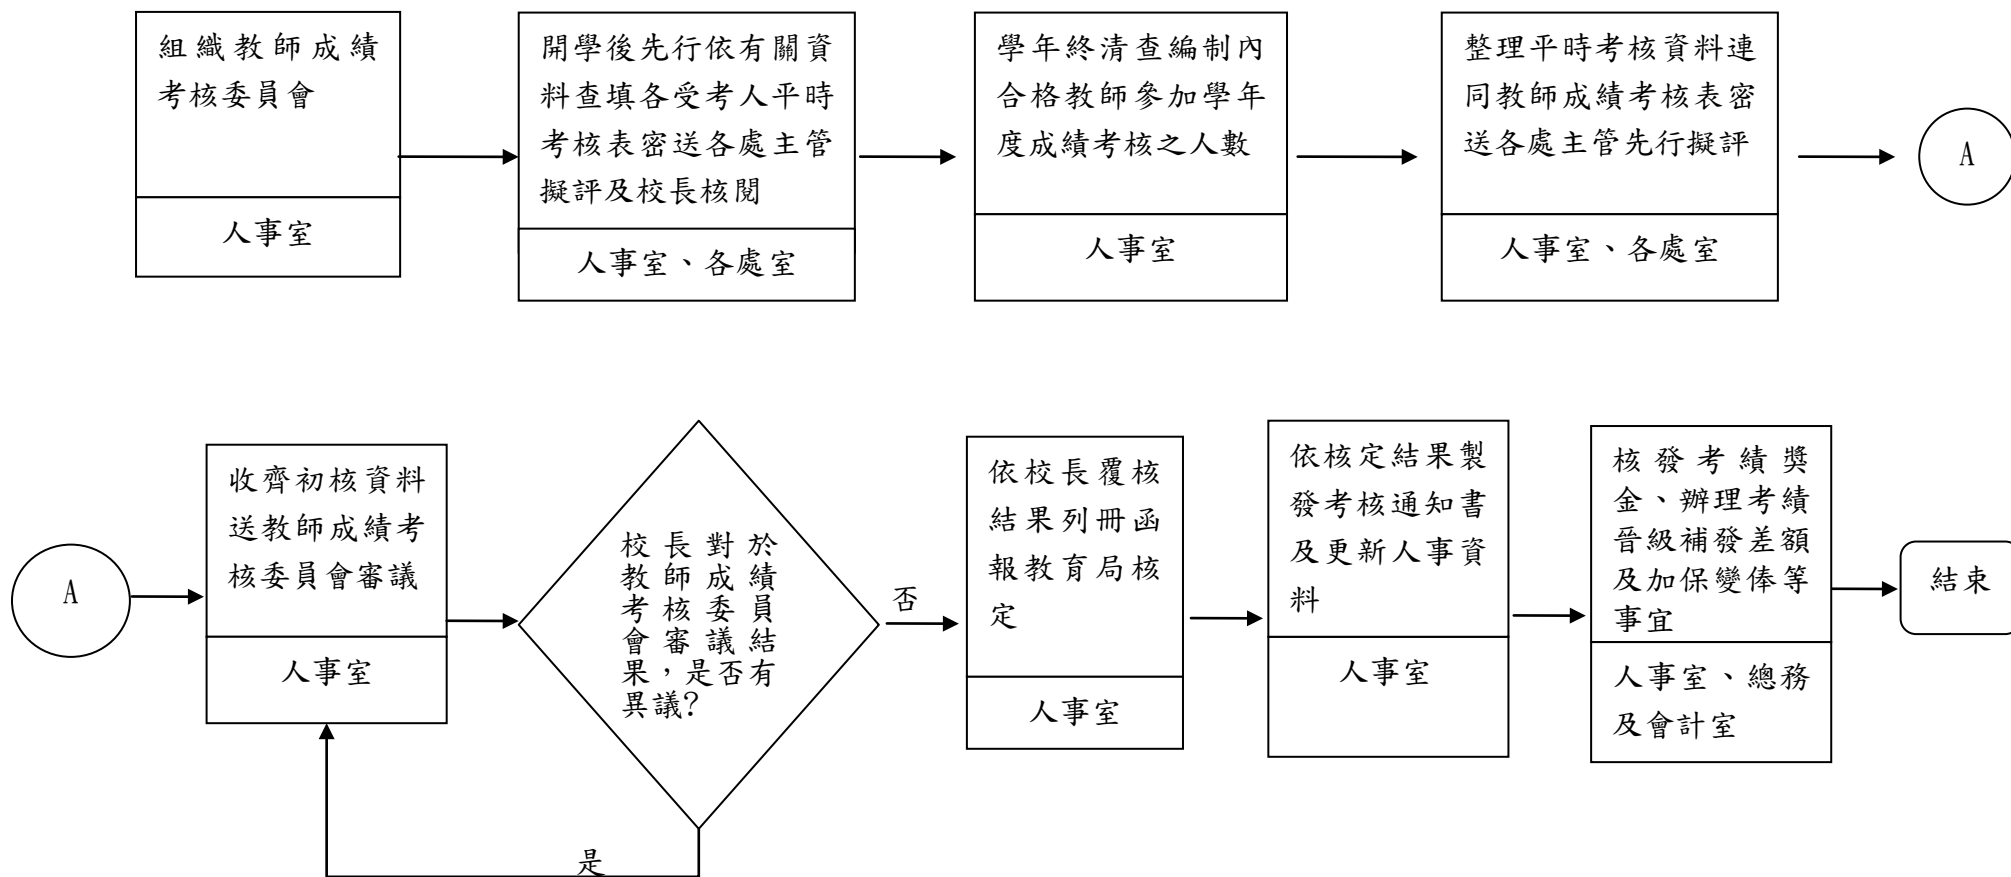 組織教師成績
考核委員會
人事室
開學後先行依有關資
料查填各受考人平時
考核表密送各處主管
擬評及校長核閱
人事室、各處室
學年終清查編制內
合格教師參加學年
度成績考核之人數
人事室
整理平時考核資料連
同教師成績考核表密
送各處主管先行擬評
人事室、各處室
A
A
收齊初核資料
送教師成績考
核委員會審議
人事室
校長對於
教師成績
考核委員
會審議結
果，是否有
異議?
是
否
依校長覆核
結果列冊函
報教育局核
定
人事室
依核定結果製
發考核通知書
及更新人事資
料
人事室
核發考績獎
金、辦理考績
晉級補發差額
及加保變俸等
事宜
人事室、總務
及會計室
結束